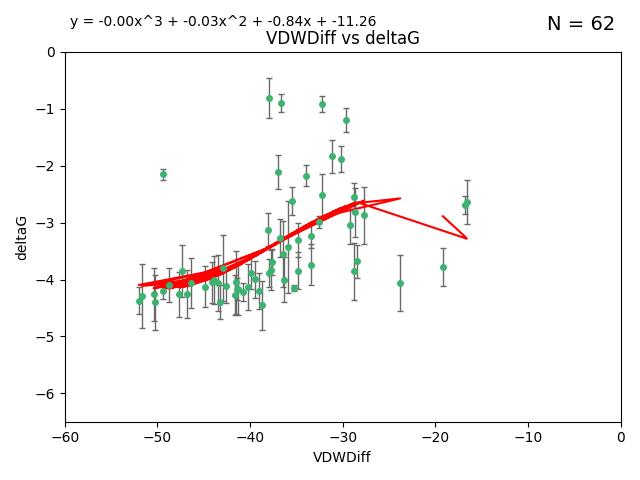 y = -0.00x^3 + -0.03x^2 + -0.84x + -11.26
N = 62
VDWDiff vs deltaG
0
−1
−2
−3
−4
−5
−6
deltaG
−60 −50 −40 −30 −20 −10 0
VDWDiff